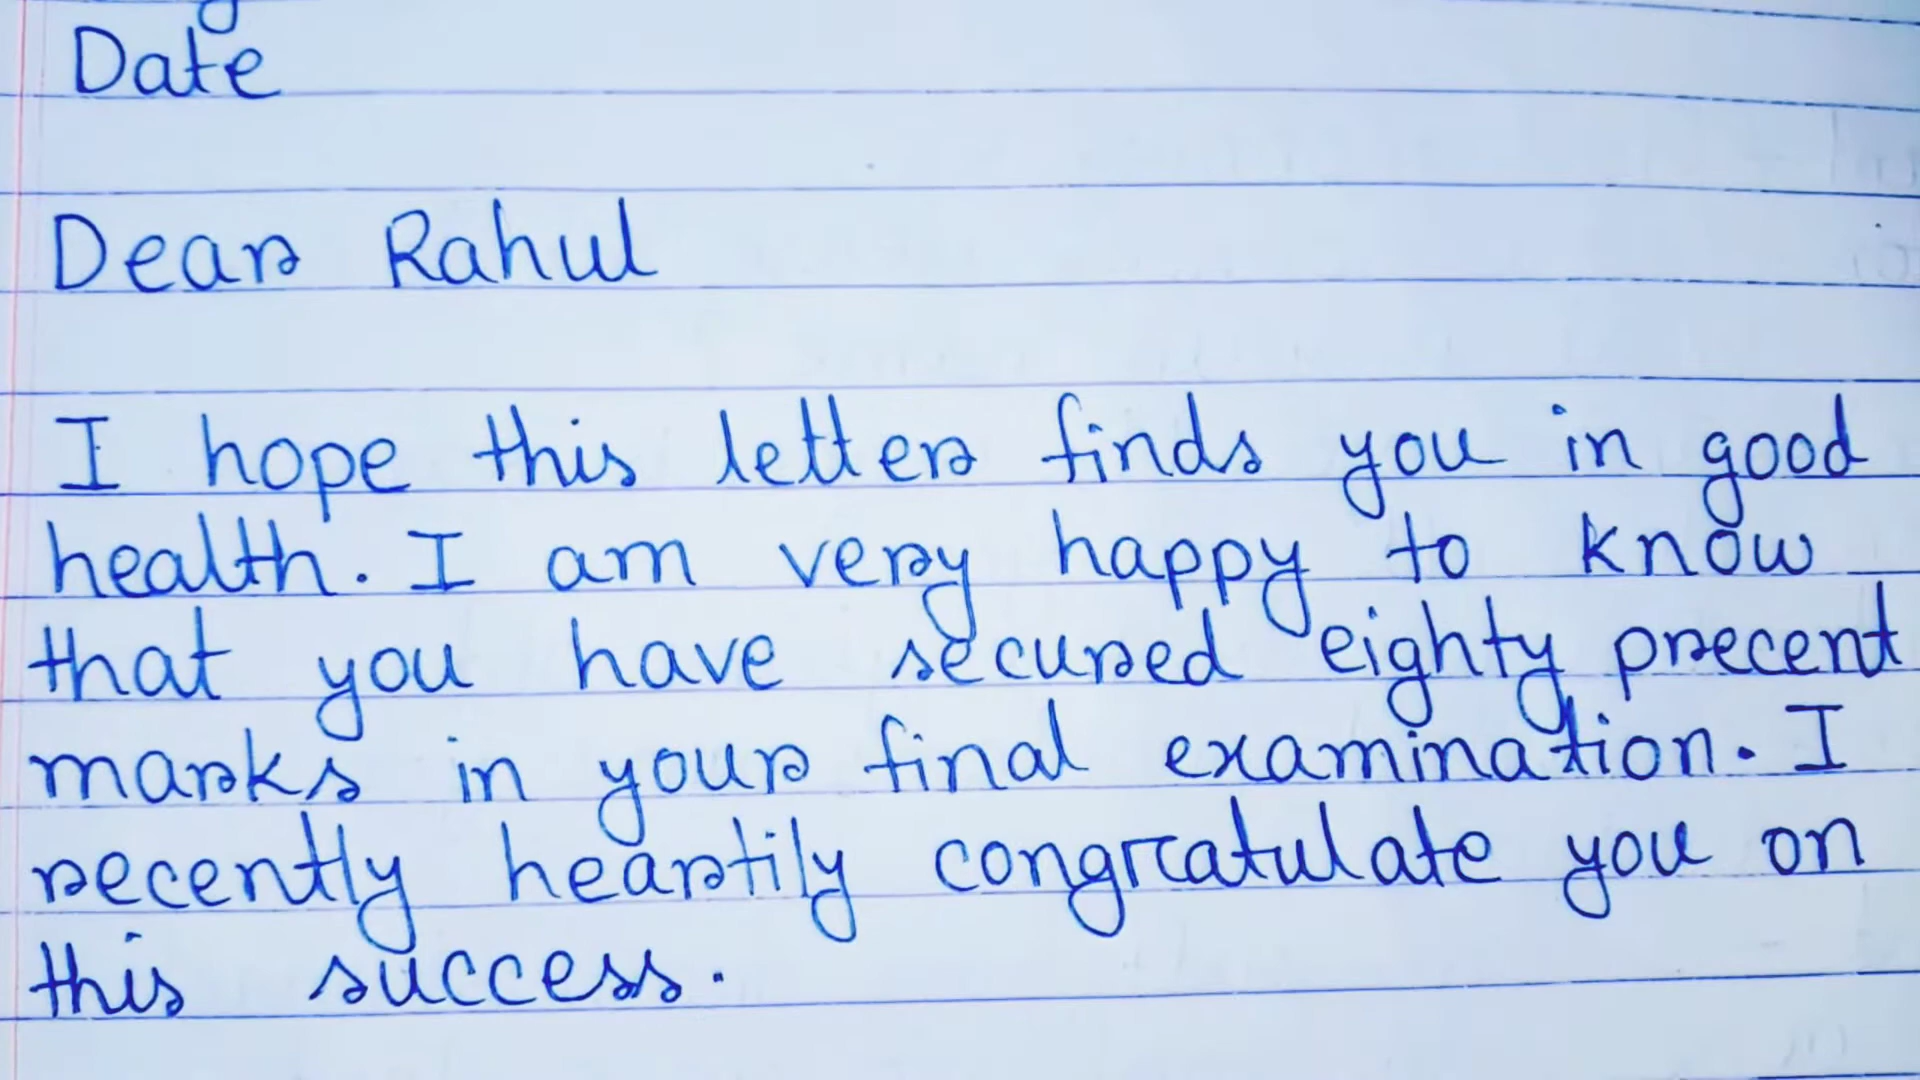 Date
Dear Rahul
I hope this letter finds you in good
health. I am very happy to know
that you have secured eighty precent
marks in your final examination. I
recently heartily congratulate you on
this success.